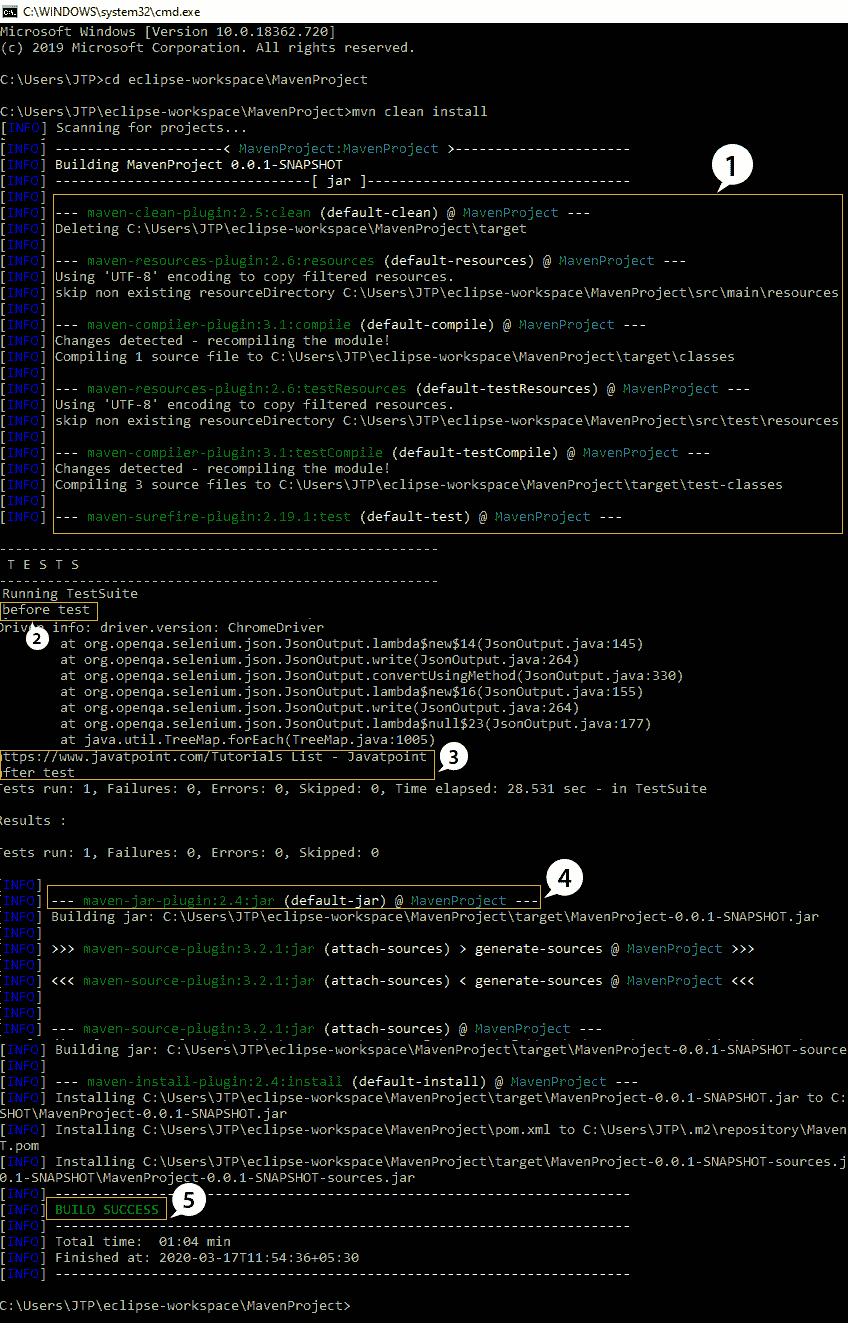 C:\WINDOWS\system32\cmd.exe
Microsoft Windows [Version 10.0.18362.720]
(c) 2019 Microsoft Corporation. All rights reserved.
C:\Users\JTP>cd eclipse-workspace\MavenProject
C:\Users\JTP\eclipse-workspace\MavenProject>mvn clean install
[INFO] Scanning for projects...
[INFO] ---------------------< MavenProject:MavenProject >----------------------
[INFO] Building MavenProject 0.0.1-SNAPSHOT
[INFO] --------------------------------[ jar ]---------------------------------
1
[INFO]
[INFO] --- maven-clean-plugin:2.5:clean (default-clean) @ MavenProject ---
[INFO] Deleting C:\Users\JTP\eclipse-workspace\MavenProject\target
[INFO]
[INFO] --- maven-resources-plugin:2.6:resources (default-resources) @ MavenProject ---
[INFO] Using 'UTF-8' encoding to copy filtered resources.
[INFO] skip non existing resourceDirectory C:\Users\JTP\eclipse-workspace\MavenProject\src\main\resources
[INFO]
[INFO] --- maven-compiler-plugin:3.1:compile (default-compile) @ MavenProject ---
[INFO] Changes detected - recompiling the module!
[INFO] Compiling 1 source file to C:\Users\JTP\eclipse-workspace\MavenProject\target\classes
[INFO]
[INFO] --- maven-resources-plugin:2.6:testResources (default-testResources) @ MavenProject ---
[INFO] Using 'UTF-8' encoding to copy filtered resources.
[INFO] skip non existing resourceDirectory C:\Users\JTP\eclipse-workspace\MavenProject\src\test\resources
[INFO]
[INFO] --- maven-compiler-plugin:3.1:testCompile (default-testCompile) @ MavenProject ---
[INFO] Changes detected - recompiling the module!
[INFO] Compiling 3 source files to C:\Users\JTP\eclipse-workspace\MavenProject\target\test-classes
[INFO]
[INFO] --- maven-surefire-plugin:2.19.1:test (default-test) @ MavenProject ---
-------------------------------------------------------
T E S T S
-------------------------------------------------------
Running TestSuite
before test
2
Driver info: driver.version: ChromeDriver
at org.openqa.selenium.json.JsonOutput.lambda$new$14(JsonOutput.java:145)
at org.openqa.selenium.json.JsonOutput.write(JsonOutput.java:264)
at org.openqa.selenium.json.JsonOutput.convertUsingMethod(JsonOutput.java:330)
at org.openqa.selenium.json.JsonOutput.lambda$new$16(JsonOutput.java:155)
at org.openqa.selenium.json.JsonOutput.write(JsonOutput.java:264)
at org.openqa.selenium.json.JsonOutput.lambda$null$23(JsonOutput.java:177)
at java.util.TreeMap.forEach(TreeMap.java:1005)
https://www.javatpoint.com/Tutorials List - Javatpoint
3
after test
Tests run: 1, Failures: 0, Errors: 0, Skipped: 0, Time elapsed: 28.531 sec - in TestSuite
Results :
Tests run: 1, Failures: 0, Errors: 0, Skipped: 0
4
[INFO]
[INFO] --- maven-jar-plugin:2.4:jar (default-jar) @ MavenProject ---
[INFO] Building jar: C:\Users\JTP\eclipse-workspace\MavenProject\target\MavenProject-0.0.1-SNAPSHOT.jar
[INFO]
[INFO] >>> maven-source-plugin:3.2.1:jar (attach-sources) > generate-sources @ MavenProject >>>
[INFO]
[INFO] <<< maven-source-plugin:3.2.1:jar (attach-sources) < generate-sources @ MavenProject <<<
[INFO]
[INFO]
[INFO] --- maven-source-plugin:3.2.1:jar (attach-sources) @ MavenProject ---
[INFO] Building jar: C:\Users\JTP\eclipse-workspace\MavenProject\target\MavenProject-0.0.1-SNAPSHOT-source
[INFO]
[INFO] --- maven-install-plugin:2.4:install (default-install) @ MavenProject ---
[INFO] Installing C:\Users\JTP\eclipse-workspace\MavenProject\target\MavenProject-0.0.1-SNAPSHOT.jar to C:
SHOT\MavenProject-0.0.1-SNAPSHOT.jar
[INFO] Installing C:\Users\JTP\eclipse-workspace\MavenProject\pom.xml to C:\Users\JTP\.m2\repository\Maven
T.pom
[INFO] Installing C:\Users\JTP\eclipse-workspace\MavenProject\target\MavenProject-0.0.1-SNAPSHOT-sources.j
0.1-SNAPSHOT\MavenProject-0.0.1-SNAPSHOT-sources.jar
[INFO] ------------------------------------------------------------------------
[INFO] BUILD SUCCESS
5
[INFO] ------------------------------------------------------------------------
[INFO] Total time:  01:04 min
[INFO] Finished at: 2020-03-17T11:54:36+05:30
[INFO] ------------------------------------------------------------------------
C:\Users\JTP\eclipse-workspace\MavenProject>